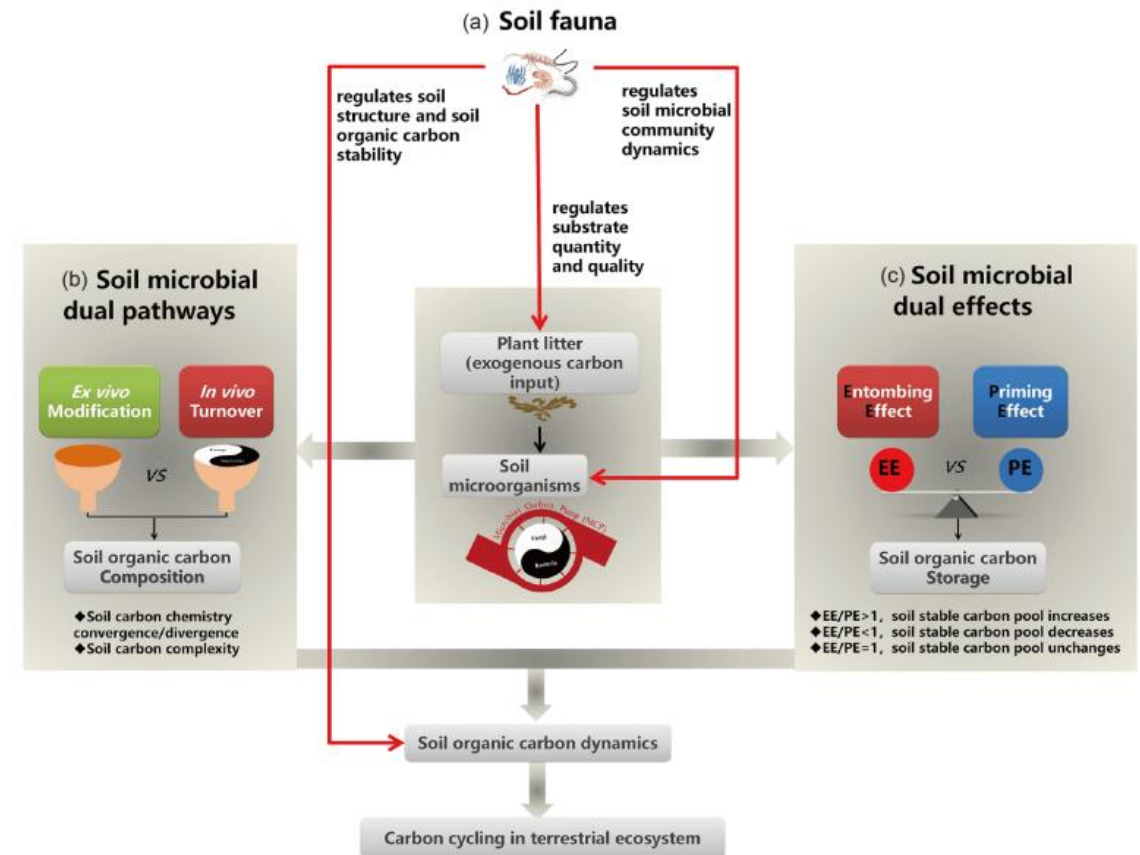 (a) Soil fauna
regulates soil
structure and soil
organic carbon
stability
regulates
soil microbial
community
dynamics
regulates
substrate
quantity
and quality
(b) Soil microbial
dual pathways
Ex vivo
Modification
In vivo
Turnover
Fungi
Bacteria
VS
Soil organic carbon
Composition
◆Soil carbon chemistry
convergence/divergence
◆Soil carbon complexity
Plant litter
(exogenous carbon
input)
Soil
microorganisms
Microbial Carbon Pump (MCP)
Fungi
Bacteria
(c) Soil microbial
dual effects
Entombing
Effect
Priming
Effect
EE
VS
PE
Soil organic carbon
Storage
◆EE/PE>1, soil stable carbon pool increases
◆EE/PE<1, soil stable carbon pool decreases
◆EE/PE=1, soil stable carbon pool unchanges
Soil organic carbon dynamics
Carbon cycling in terrestrial ecosystem